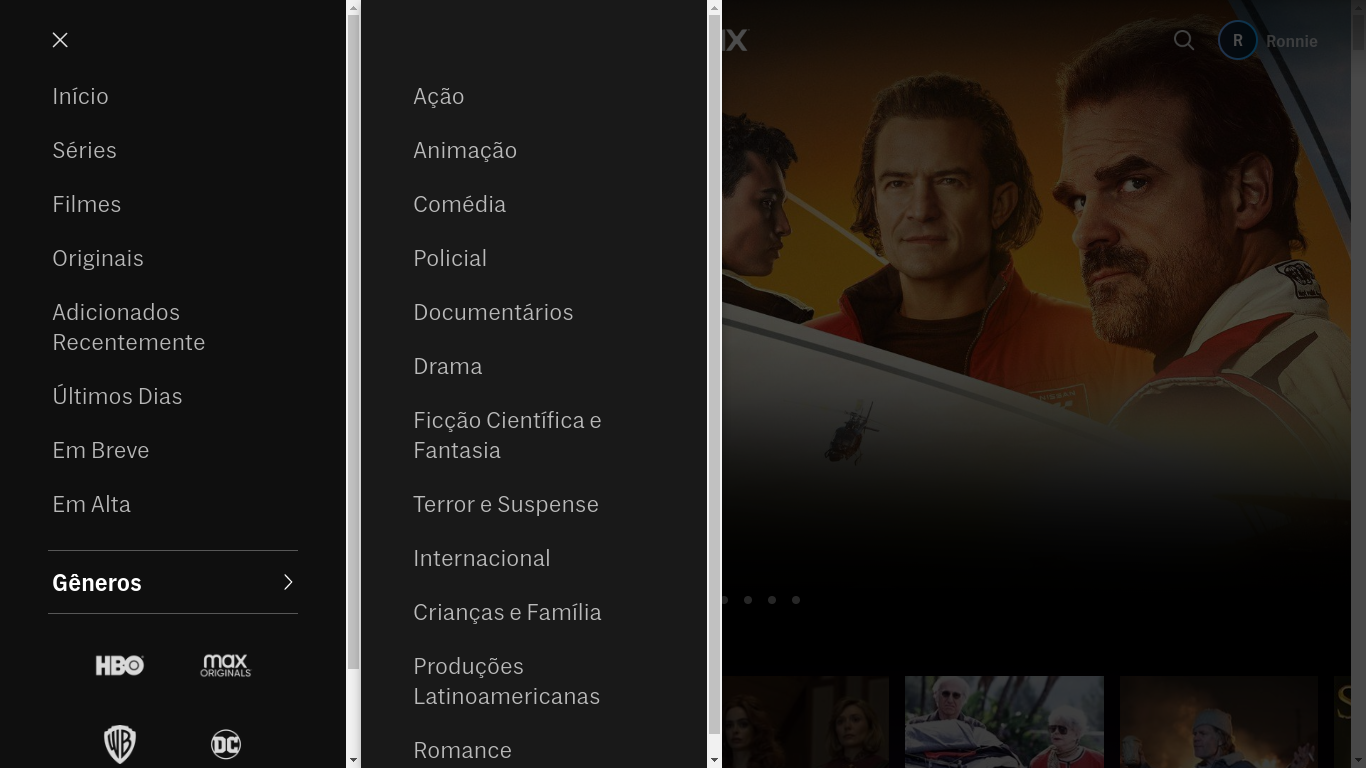 Início
Séries
Filmes
Originais
Adicionados
Recentemente
Últimos Dias
Em Breve
Em Alta
Gêneros
HBO
max
ORIGINALS
WB
DC
Ação
Animação
Comédia
Policial
Documentários
Drama
Ficção Científica e
Fantasia
Terror e Suspense
Internacional
Crianças e Família
Produções
Latinoamericanas
Romance
R
Ronnie